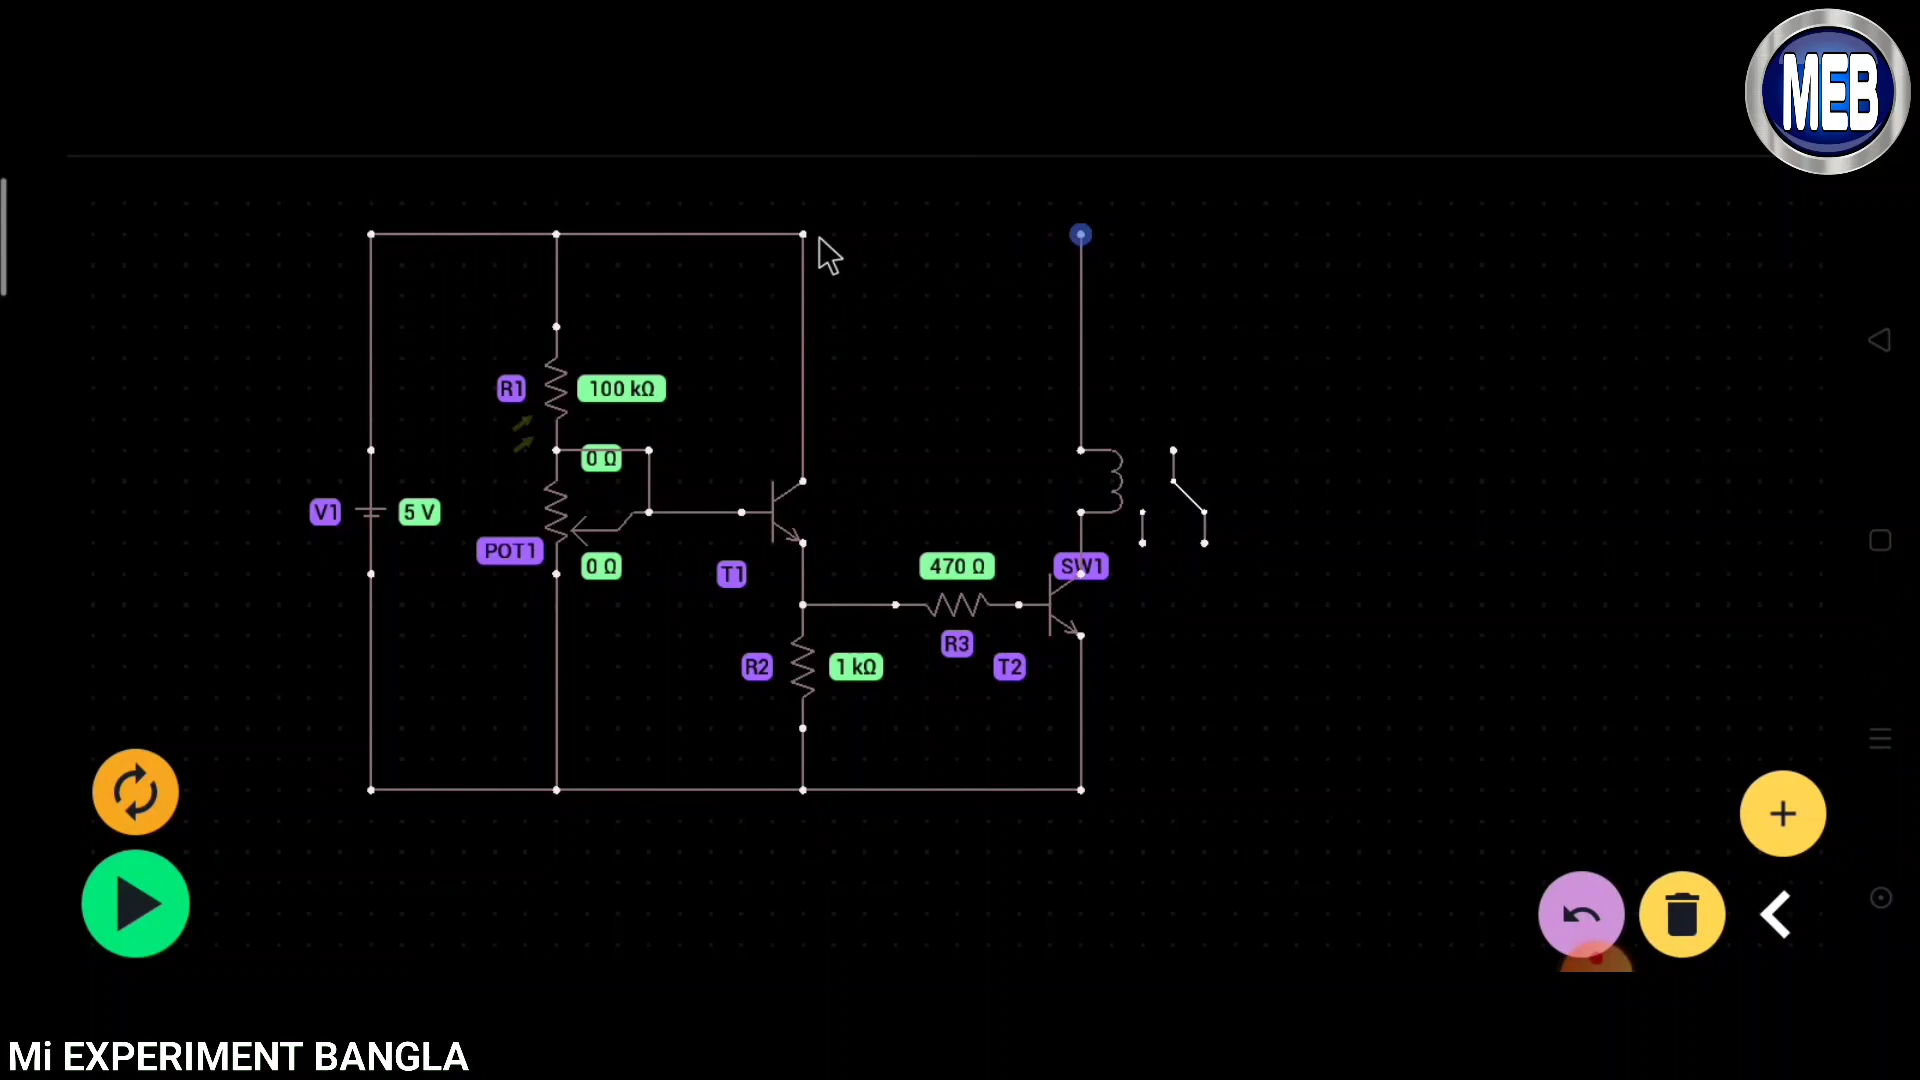 MEB
R1 100 kΩ
0 Ω
V1 5 V
POT1 0 Ω
T1
470 Ω
SW1
R3
R2 1 kΩ
T2
Mi EXPERIMENT BANGLA